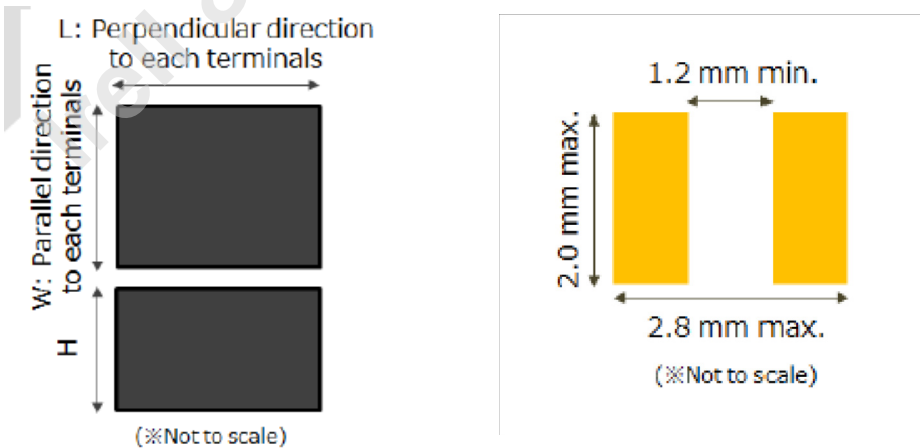 L: Perpendicular direction
to each terminals
W: Parallel direction
to each terminals
H
(※Not to scale)
1.2 mm min.
2.0 mm max.
2.8 mm max.
(※Not to scale)